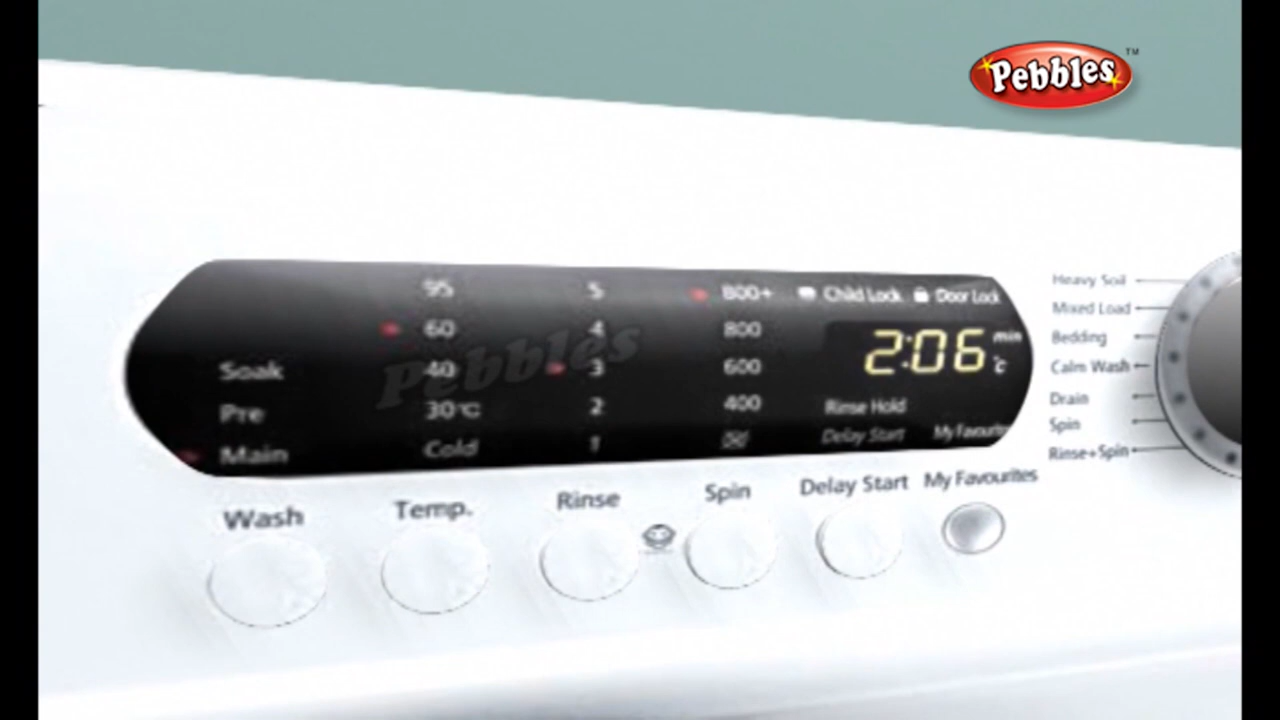 Pebbles™
95 5 800+ Child Lock Door Lock
60 4 800 2:06 min °c
Soak 40 3 600
Pre 30°C 2 400 Rinse Hold
Main Cold 1 Delay Start My Favourites
Pebbles
Wash Temp. Rinse Spin Delay Start My Favourites
Heavy Soil
Mixed Load
Bedding
Calm Wash
Drain
Spin
Rinse+Spin